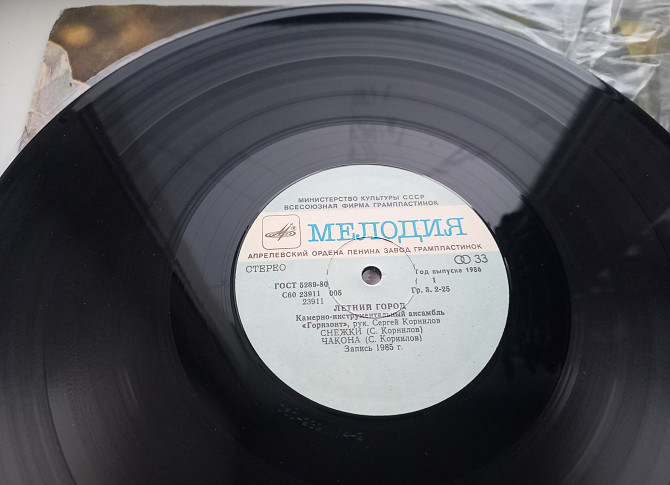 МИНИСТЕРСТВО КУЛЬТУРЫ СССР
ВСЕСОЮЗНАЯ ФИРМА ГРАМПЛАСТИНОК
МЕЛОДИЯ
АПРЕЛЕВСКИЙ ОРДЕНА ЛЕНИНА ЗАВОД ГРАМПЛАСТИНОК
СТЕРЕО 33
ГОСТ 5289-80 Год выпуска 1986
С60 23911 005 1
23911 Гр. 3. 2-25
ЛЕТНИЙ ГОРОД
Камерно-инструментальный ансамбль
«Горизонт», рук. Сергей Корнилов
СНЕЖКИ (С. Корнилов)
ЧАКОНА (С. Корнилов)
Запись 1985 г.